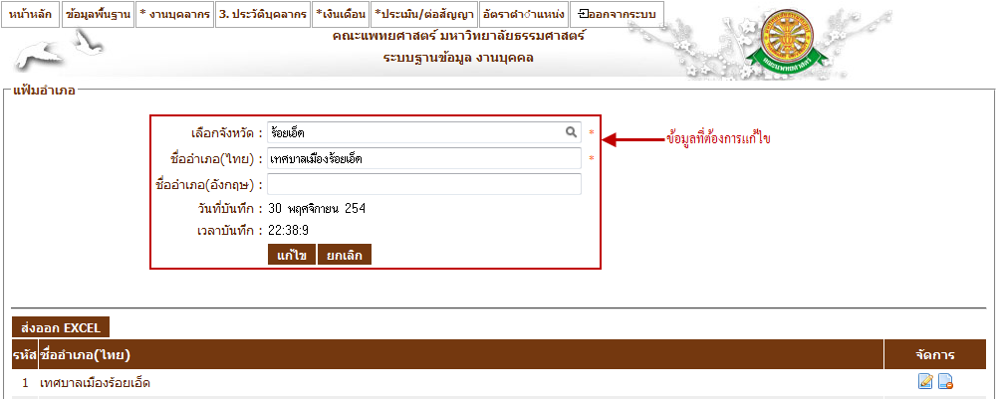 หน้าหลัก ข้อมูลพื้นฐาน * งานบุคลากร 3. ประวัติบุคลากร *เงินเดือน *ประเมิน/ต่อสัญญา อัตราตำแหน่ง ออกจากระบบ
คณะแพทยศาสตร์ มหาวิทยาลัยธรรมศาสตร์
ระบบฐานข้อมูล งานบุคคล
แฟ้มอำเภอ
เลือกจังหวัด : ร้อยเอ็ด * ข้อมูลที่ต้องการแก้ไข
ชื่ออำเภอ(ไทย) : เทศบาลเมืองร้อยเอ็ด *
ชื่ออำเภอ(อังกฤษ) :
วันที่บันทึก : 30 พฤศจิกายน 254
เวลาบันทึก : 22:38:9
แก้ไข ยกเลิก
ส่งออก EXCEL
รหัส ชื่ออำเภอ(ไทย) จัดการ
1 เทศบาลเมืองร้อยเอ็ด